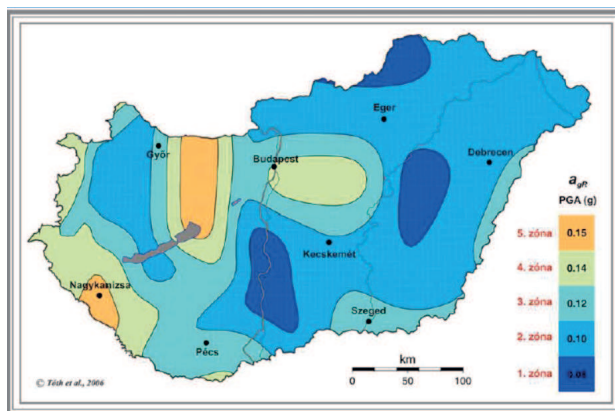 Eger
Győr
Budapest
Debrecen
a_gR
PGA (g)
5. zóna 0.15
Kecskemét
4. zóna 0.14
Nagykanizsa
3. zóna 0.12
Szeged
Pécs
2. zóna 0.10
km
1. zóna 0.08
0 50 100
© Tóth et al., 2006